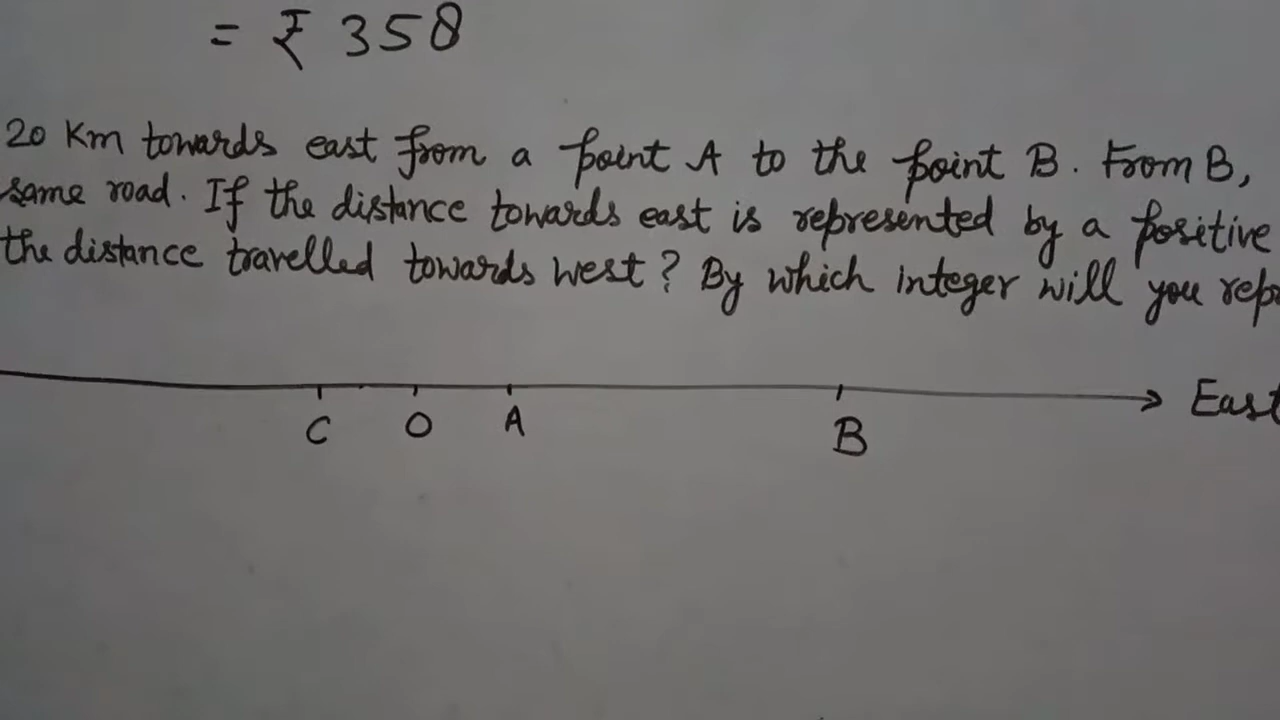 = ₹ 358
20 Km towards east from a point A to the point B. From B,
same road. If the distance towards east is represented by a positive
the distance travelled towards west? By which integer will you
East
C O A B